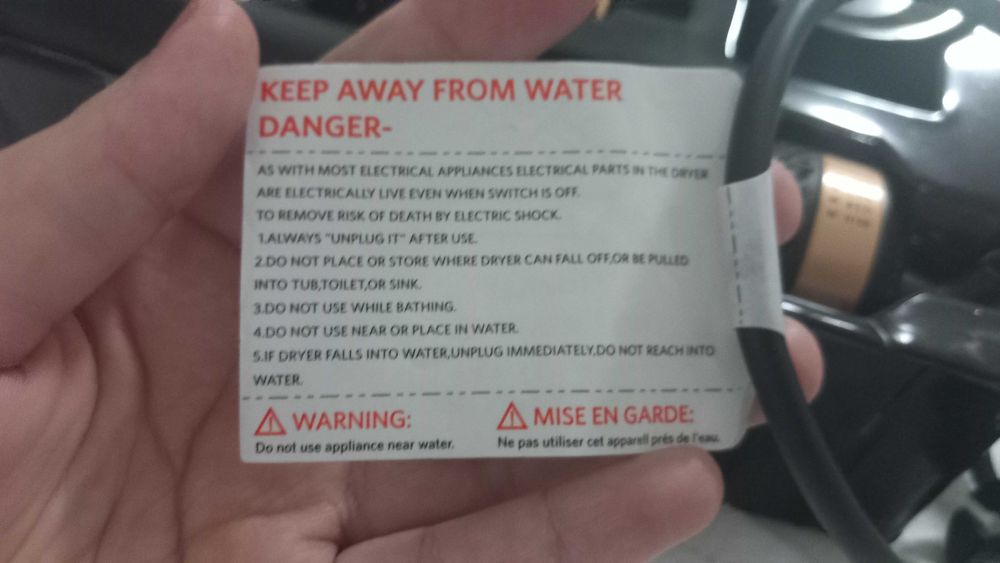 KEEP AWAY FROM WATER
DANGER-
AS WITH MOST ELECTRICAL APPLIANCES ELECTRICAL PARTS IN THE DRYER
ARE ELECTRICALLY LIVE EVEN WHEN SWITCH IS OFF.
TO REMOVE RISK OF DEATH BY ELECTRIC SHOCK.
1.ALWAYS "UNPLUG IT" AFTER USE.
2.DO NOT PLACE OR STORE WHERE DRYER CAN FALL OFF,OR BE PULLED
INTO TUB,TOILET,OR SINK.
3.DO NOT USE WHILE BATHING.
4.DO NOT USE NEAR OR PLACE IN WATER.
5.IF DRYER FALLS INTO WATER,UNPLUG IMMEDIATELY,DO NOT REACH INTO
WATER.
⚠ WARNING: ⚠ MISE EN GARDE:
Do not use appliance near water. Ne pas utiliser cet appareil prés de l'eau.